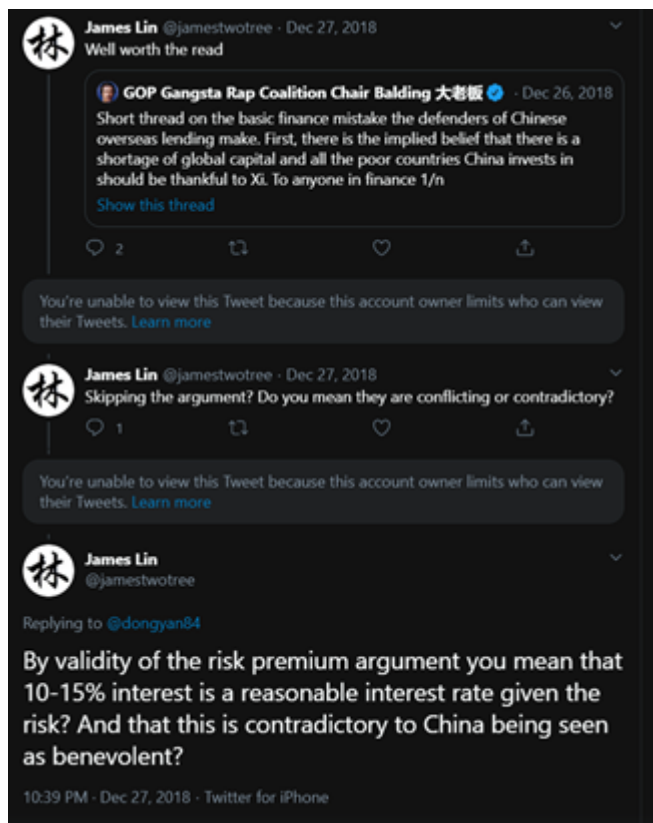 James Lin @jamestwotree · Dec 27, 2018
林
Well worth the read
GOP Gangsta Rap Coalition Chair Balding 大老板 · Dec 26, 2018
Short thread on the basic finance mistake the defenders of Chinese
overseas lending make. First, there is the implied belief that there is a
shortage of global capital and all the poor countries China invests in
should be thankful to Xi. To anyone in finance 1/n
Show this thread
2
You're unable to view this Tweet because this account owner limits who can view
their Tweets. Learn more
James Lin @jamestwotree · Dec 27, 2018
林
Skipping the argument? Do you mean they are conflicting or contradictory?
1
You're unable to view this Tweet because this account owner limits who can view
their Tweets. Learn more
林
James Lin
@jamestwotree
Replying to @dongyan84
By validity of the risk premium argument you mean that
10-15% interest is a reasonable interest rate given the
risk? And that this is contradictory to China being seen
as benevolent?
10:39 PM · Dec 27, 2018 · Twitter for iPhone